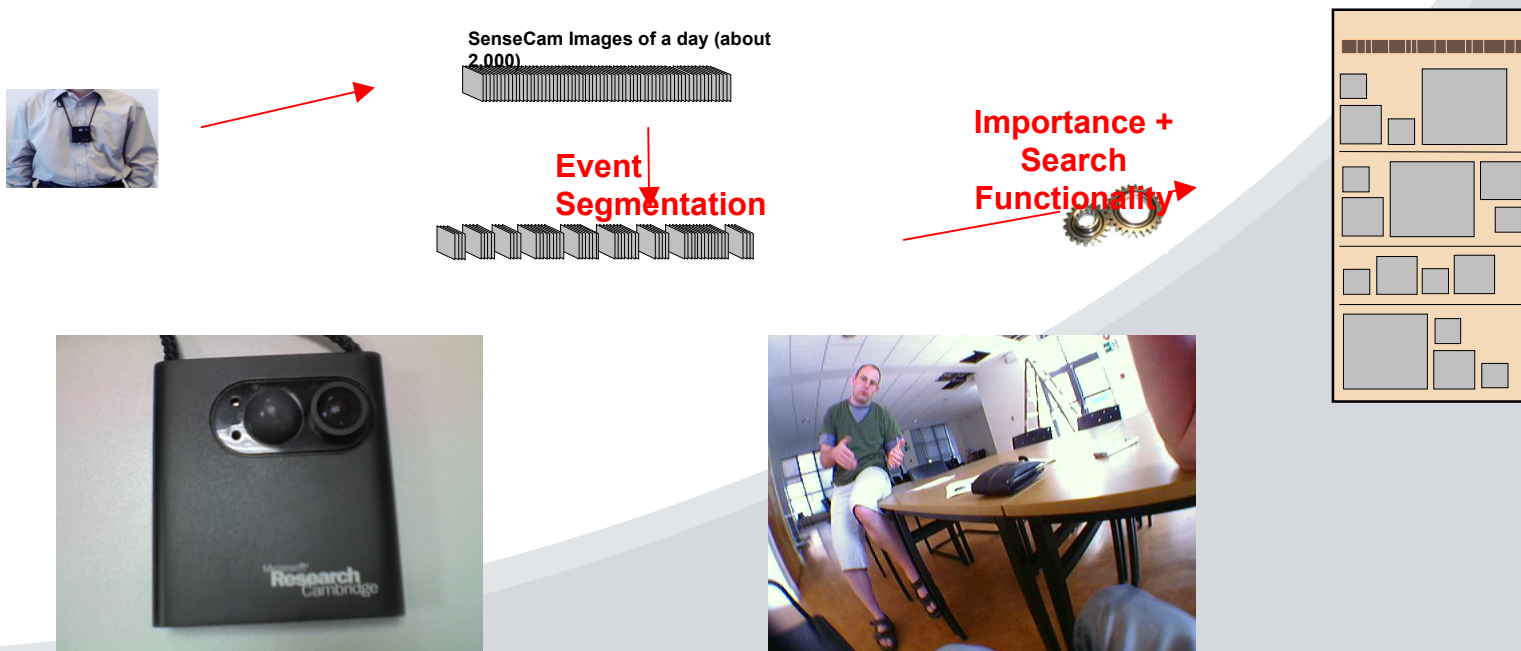 SenseCam Images of a day (about
2,000)
Event
Segmentation
Importance +
Search
Functionality
Microsoft
Research
Cambridge